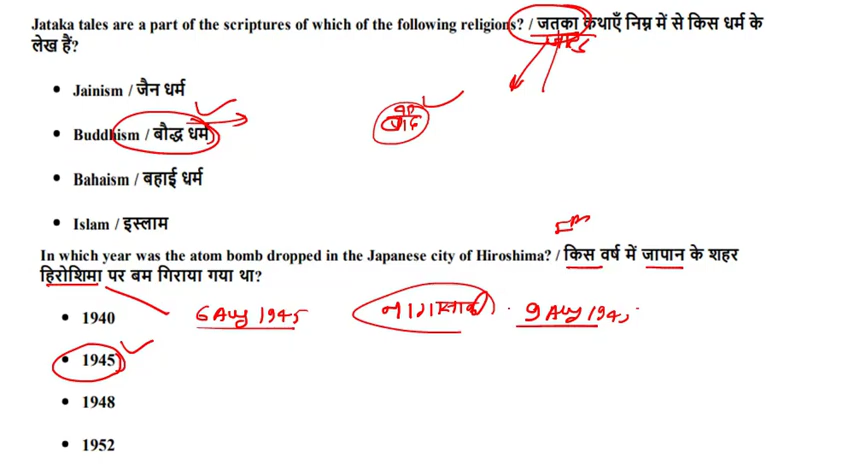 Jataka tales are a part of the scriptures of which of the following religions? / जतका कथाएँ निम्न में से किस धर्म के
लेख हैं?
• Jainism / जैन धर्म
• Buddhism / बौद्ध धर्म
• Bahaism / बहाई धर्म
• Islam / इस्लाम
In which year was the atom bomb dropped in the Japanese city of Hiroshima? / किस वर्ष में जापान के शहर
हिरोशिमा पर बम गिराया गया था?
6 Aug 1945 नागासाकी 9 Aug 1945
• 1940
• 1945
• 1948
• 1952